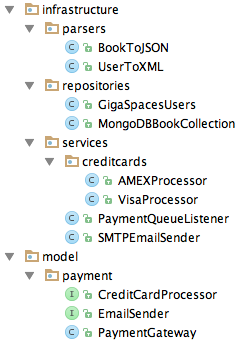 infrastructure
parsers
BookToJSON
UserToXML
repositories
GigaSpacesUsers
MongoDBBookCollection
services
creditcards
AMEXProcessor
VisaProcessor
PaymentQueueListener
SMTPEmailSender
model
payment
CreditCardProcessor
EmailSender
PaymentGateway